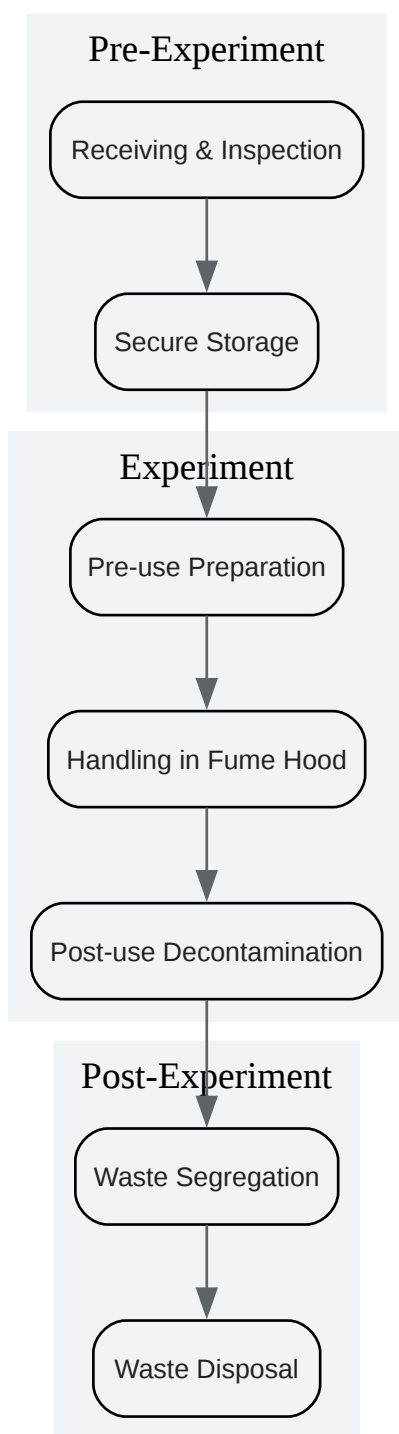 Pre-Experiment
Receiving & Inspection
Secure Storage
Experiment
Pre-use Preparation
Handling in Fume Hood
Post-use Decontamination
Post-Experiment
Waste Segregation
Waste Disposal